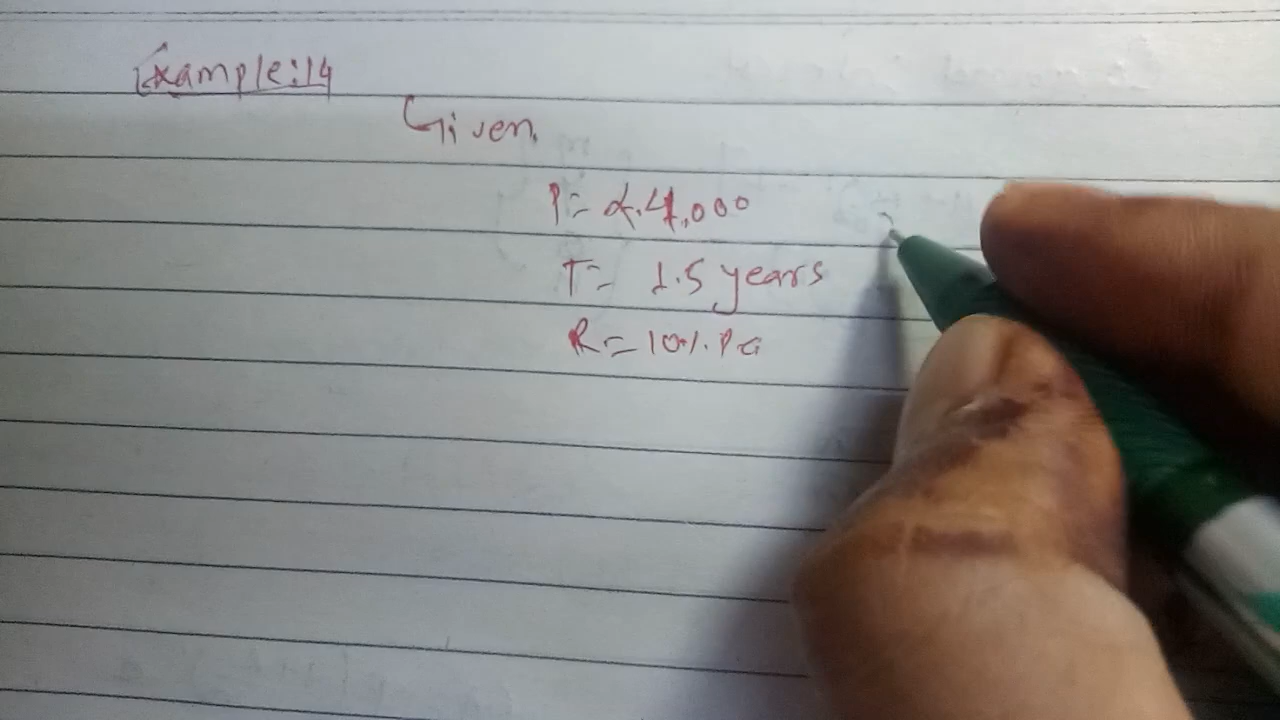 Example:14
Given
P= ₹.4,000
T= 1.5 years
R= 10%. Pa